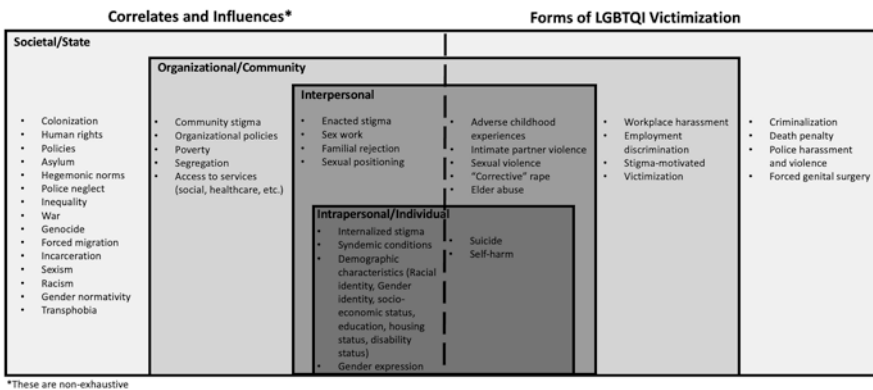 Correlates and Influences*
Forms of LGBTQI Victimization
Societal/State
Organizational/Community
Interpersonal
• Colonization
• Human rights
• Policies
• Asylum
• Hegemonic norms
• Police neglect
• Inequality
• War
• Genocide
• Forced migration
• Incarceration
• Sexism
• Racism
• Gender normativity
• Transphobia
• Community stigma
• Organizational policies
• Poverty
• Segregation
• Access to services
(social, healthcare, etc.)
• Enacted stigma
• Sex work
• Familial rejection
• Sexual positioning
• Adverse childhood
experiences
• Intimate partner violence
• Sexual violence
• "Corrective" rape
• Elder abuse
• Workplace harassment
• Employment
discrimination
• Stigma-motivated
• Victimization
• Criminalization
• Death penalty
• Police harassment
and violence
• Forced genital surgery
Intrapersonal/Individual
• Internalized stigma
• Syndemic conditions
• Demographic
characteristics (Racial
identity, Gender
identity, socio-
economic status,
education, housing
status, disability
status)
• Gender expression
• Suicide
• Self-harm
*These are non-exhaustive